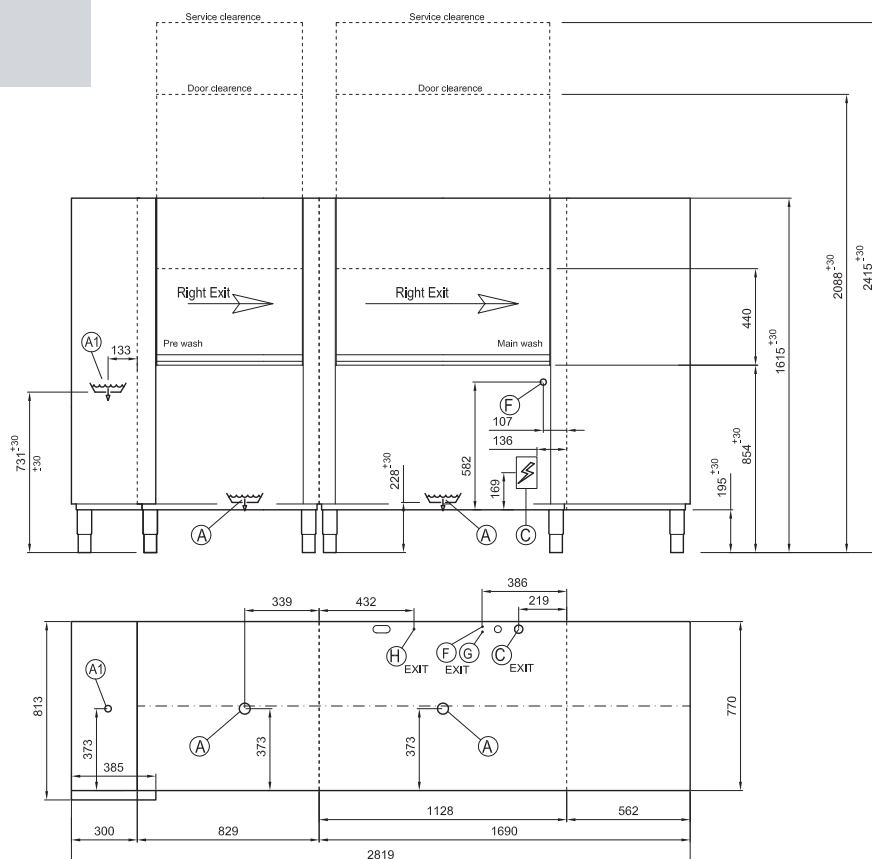 Service clearence
Service clearence
Door clearence
Door clearence
Right Exit
Right Exit
Pre wash
Main wash
A1
133
F
107
136
582
169
228 ±30
731 ±30
±30
440
854 ±30
195 ±30
1615 ±30
2088 ±30
2415 ±30
A
A
C
339
432
386
219
H
EXIT
F
G
EXIT
C
EXIT
A1
A
A
813
373
385
373
373
770
1128
562
300
829
1690
2819